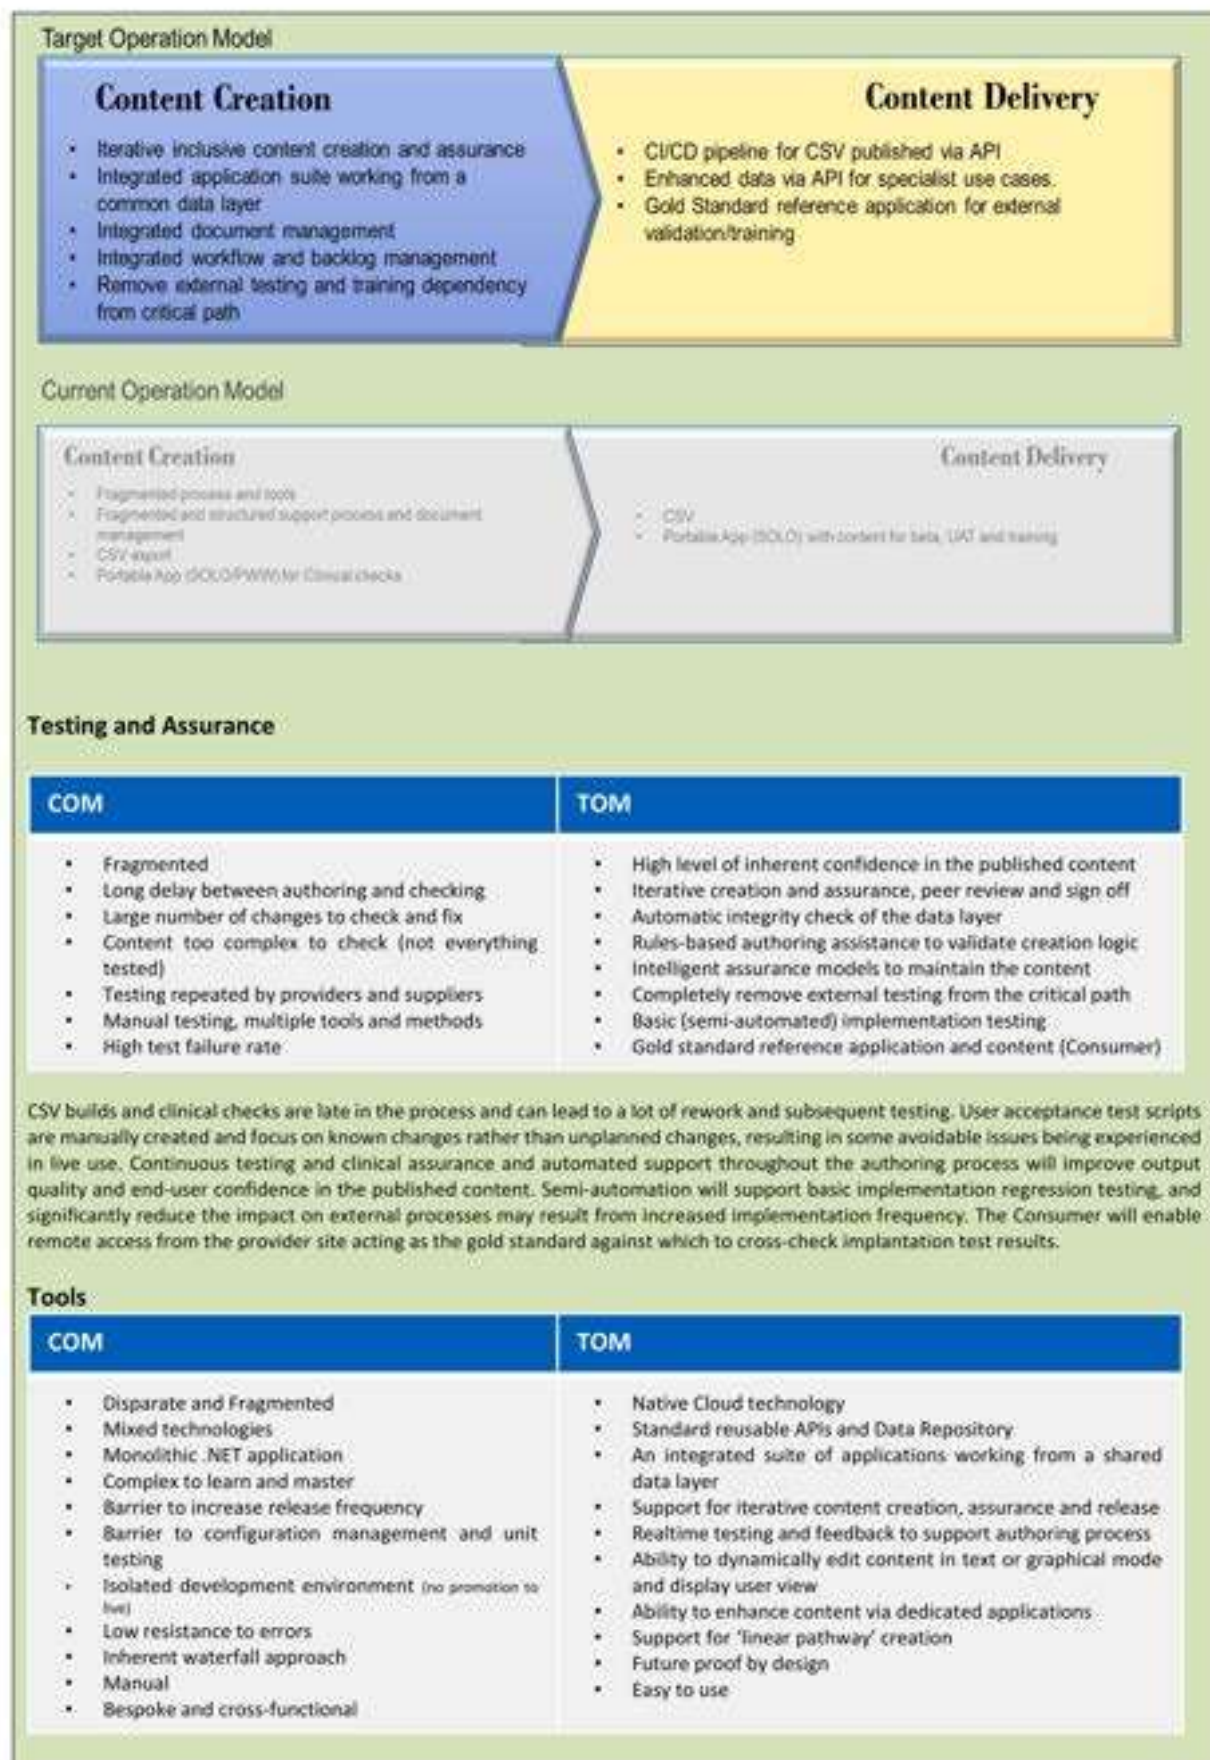 Target Operation Model
Content Creation
• Iterative inclusive content creation and assurance
• Integrated application suite working from a
common data layer
• Integrated document management
• Integrated workflow and backlog management
• Remove external testing and training dependency
from critical path
Content Delivery
• CI/CD pipeline for CSV published via API
• Enhanced data via API for specialist use cases.
• Gold Standard reference application for external
validation/training
Current Operation Model
Content Creation
• Fragmented process and tools
• Fragmented and structured support process and document
management
• CSV export
• Portable App (SOLO/PWW) for Clinical checks
Content Delivery
• CSV
• Portable App (SOLO) with content for beta, UAT and training
Testing and Assurance
COM
• Fragmented
• Long delay between authoring and checking
• Large number of changes to check and fix
• Content too complex to check (not everything
tested)
• Testing repeated by providers and suppliers
• Manual testing, multiple tools and methods
• High test failure rate
TOM
• High level of inherent confidence in the published content
• Iterative creation and assurance, peer review and sign off
• Automatic integrity check of the data layer
• Rules-based authoring assistance to validate creation logic
• Intelligent assurance models to maintain the content
• Completely remove external testing from the critical path
• Basic (semi-automated) implementation testing
• Gold standard reference application and content (Consumer)
CSV builds and clinical checks are late in the process and can lead to a lot of rework and subsequent testing. User acceptance test scripts
are manually created and focus on known changes rather than unplanned changes, resulting in some avoidable issues being experienced
in live use. Continuous testing and clinical assurance and automated support throughout the authoring process will improve output
quality and end-user confidence in the published content. Semi-automation will support basic implementation regression testing, and
significantly reduce the impact on external processes may result from increased implementation frequency. The Consumer will enable
remote access from the provider site acting as the gold standard against which to cross-check implantation test results.
Tools
COM
• Disparate and Fragmented
• Mixed technologies
• Monolithic .NET application
• Complex to learn and master
• Barrier to increase release frequency
• Barrier to configuration management and unit
testing
• Isolated development environment (no promotion to
live)
• Low resistance to errors
• Inherent waterfall approach
• Manual
• Bespoke and cross-functional
TOM
• Native Cloud technology
• Standard reusable APIs and Data Repository
• An integrated suite of applications working from a shared
data layer
• Support for iterative content creation, assurance and release
• Realtime testing and feedback to support authoring process
• Ability to dynamically edit content in text or graphical mode
and display user view
• Ability to enhance content via dedicated applications
• Support for 'linear pathway' creation
• Future proof by design
• Easy to use